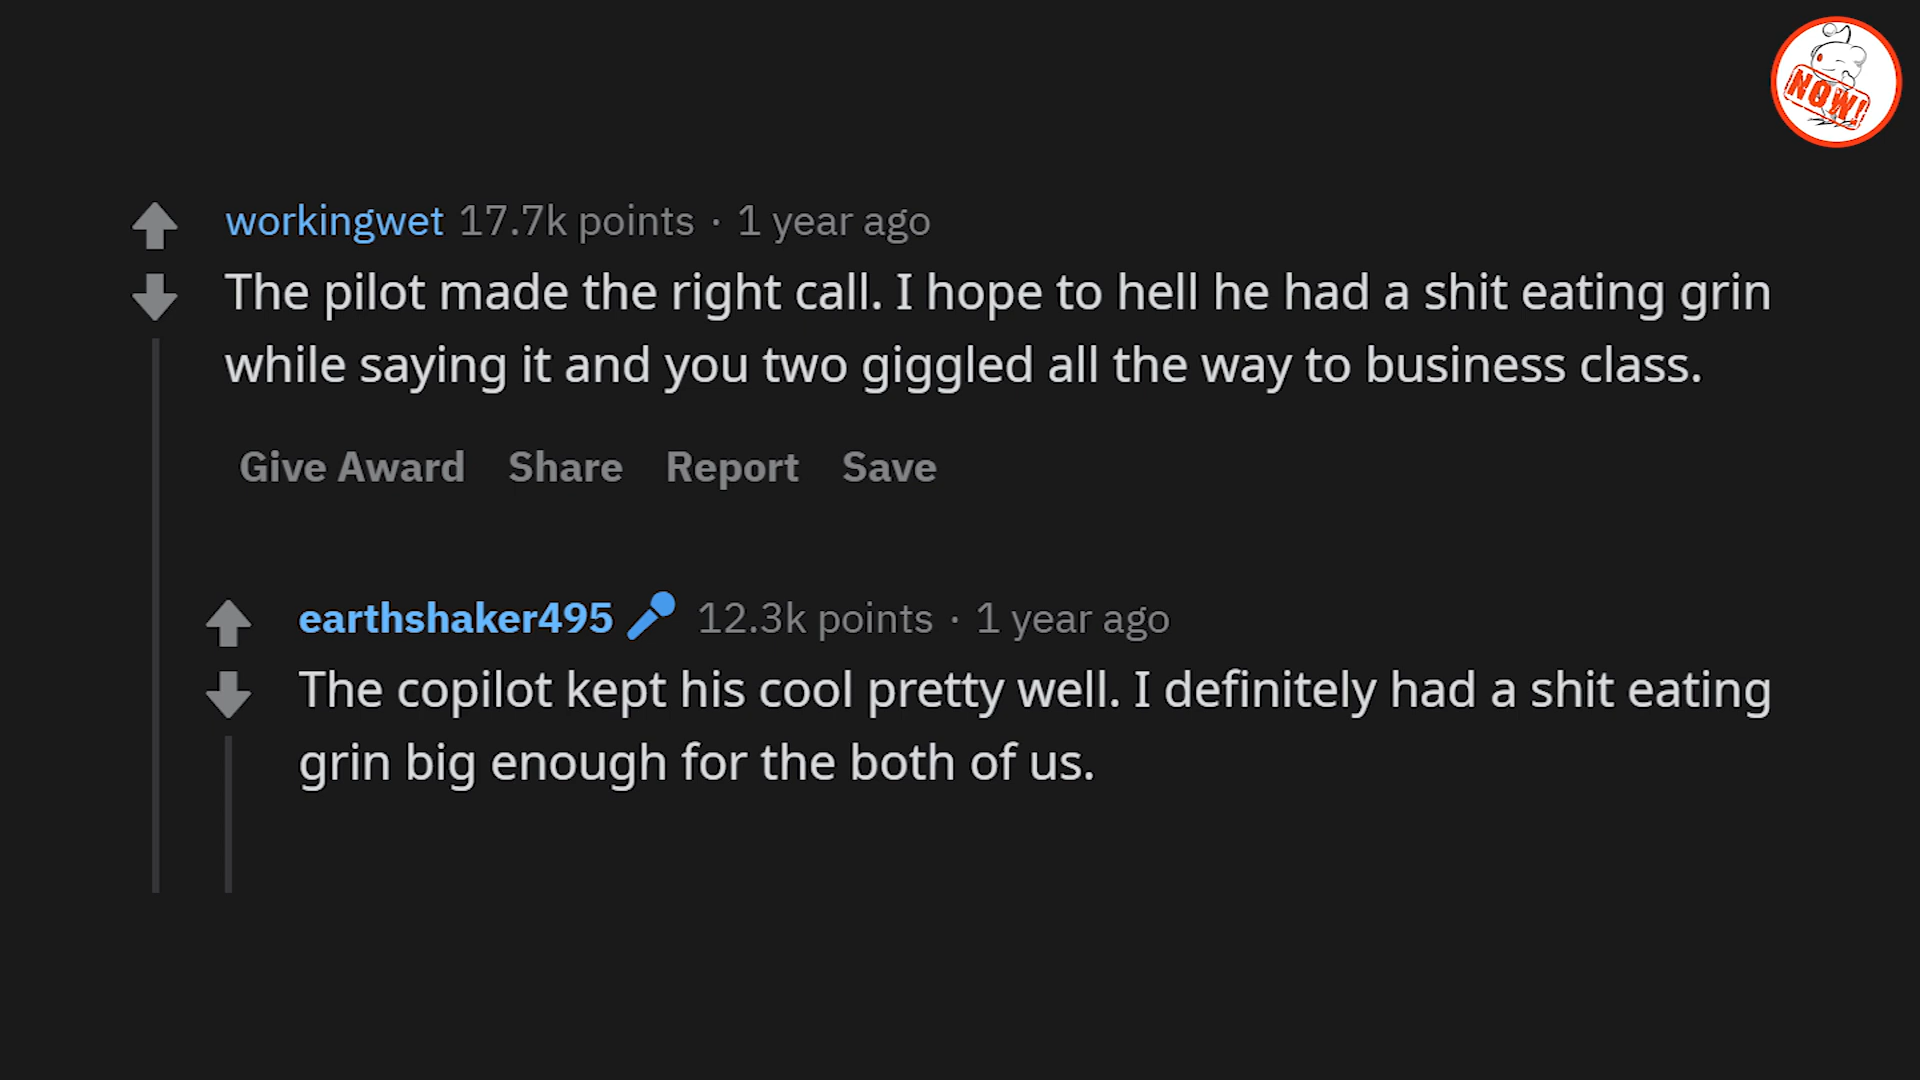 NOW!
workingwet 17.7k points · 1 year ago
The pilot made the right call. I hope to hell he had a shit eating grin
while saying it and you two giggled all the way to business class.
Give Award Share Report Save
earthshaker495 12.3k points · 1 year ago
The copilot kept his cool pretty well. I definitely had a shit eating
grin big enough for the both of us.